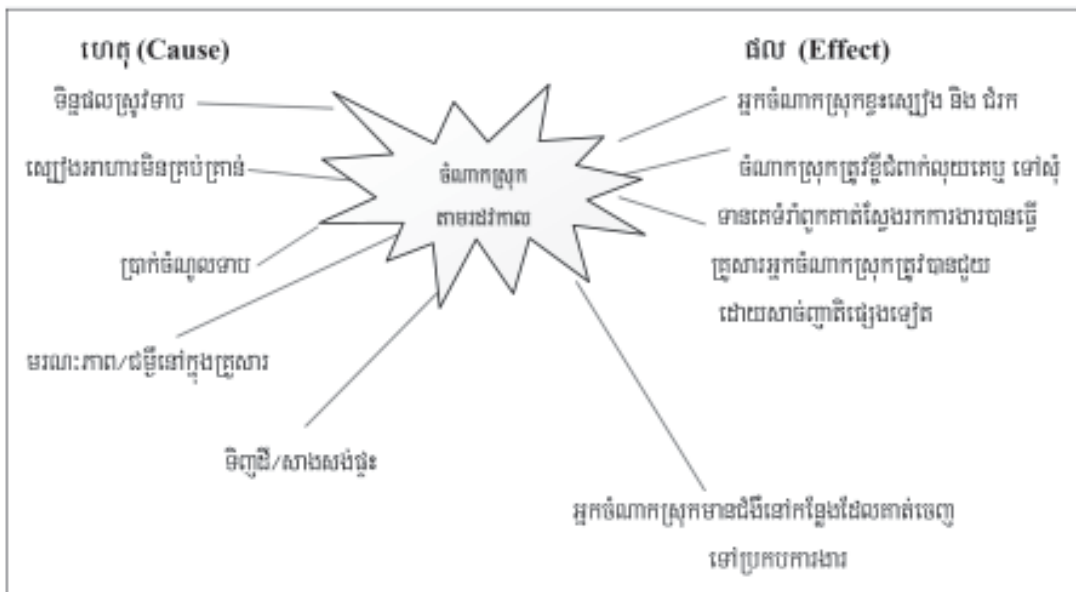 ហេតុ (Cause)
ទិន្នផលស្រូវទាប
ស្បៀងអាហារមិនគ្រប់គ្រាន់
ប្រាក់ចំណូលទាប
មរណៈភាព/ជម្ងឺនៅក្នុងគ្រួសារ
ទិញដី/សាងសង់ផ្ទះ
ចំណាកស្រុក
តាមរដូវកាល
ផល (Effect)
អ្នកចំណាកស្រុកខ្វះស្បៀង និង ជំរក
ចំណាកស្រុកត្រូវខ្ចីជំពាក់លុយគេឬ ទៅសុំ
ទានគេទំរាំពួកគាត់ស្វែងរកការងារបានធ្វើ
គ្រួសារអ្នកចំណាកស្រុកត្រូវបានជួយ
ដោយសាច់ញាតិផ្សេងទៀត
អ្នកចំណាកស្រុកមានជំងឺនៅកន្លែងដែលគាត់ចេញ
ទៅប្រកបការងារ